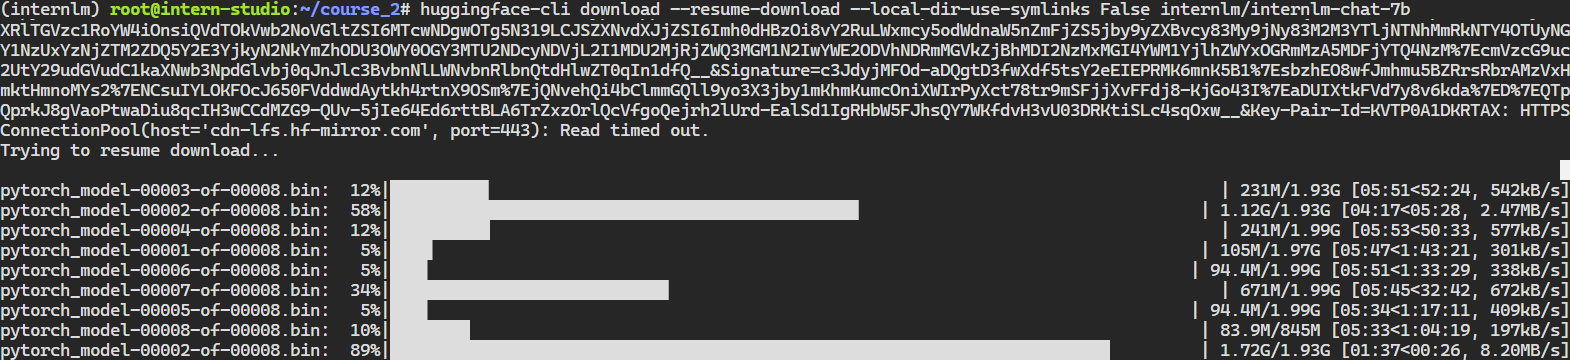 (internlm) root@intern-studio:~/course_2# huggingface-cli download --resume-download --local-dir-use-symlinks False internlm/internlm-chat-7b
XRlTGVzc1RoYW4iOnsiQVdTOkVwb2NoVGltZSI6MTcwNDgwOTg5N319LCJSZXNvdXJjZSI6Imh0dHBzOi8vY2RuLWxmcy5odWdnaW5nZmFjZS5jby9yZXBvcy83My9jNy83M2M3YTljNTNhMmRkNTY4OTUyNG
Y1NzUxYzNjZTM2ZDQ5Y2E3YjkyN2NkYmZhODU3OWY0OGY3MTU2NDcyNDVjL2I1MDU2MjRjZWQ3MGM1N2IwYWE2ODVhNDRmMGVkZjBhMDI2NzMxMGI4YWM1YjlhZWYxOGRmMzA5MDFjYTQ4NzM%7EcmVzcG9uc
2UtY29udGVudC1kaXNwb3NpdGlvbj0qJnJlc3BvbnNlLWNvbnRlbnQtdHlwZT0qIn1dfQ__&Signature=c3JdyjMFOd-aDQgtD3fwXdf5tsY2eEIEPRMK6mnK5B1%7EsbzhEO8wfJmhmu5BZRrsRbrAMzVxH
mktHmnoMYs2%7ENCsuIYLOKFOcJ650FVddwdAytkh4rtnX9OSm%7EjQNvehQi4bClmmGQll9yo3X3jby1mKhmKumcOniXWIrPyXct78tr9mSFjjXvFFdj8-KjGo43I%7EaDUIXtkFVd7y8v6kda%7ED%7EQTp
QprkJ8gVaoPtwaDiu8qcIH3wCCdMZG9-QUv-5jIe64Ed6rttBLA6TrZxzOrlQcVfgoQejrh2lUrd-EalSd1IgRHbW5FJhsQY7WKfdvH3vU03DRKtiSLc4sqOxw__&Key-Pair-Id=KVTP0A1DKRTAX: HTTPS
ConnectionPool(host='cdn-lfs.hf-mirror.com', port=443): Read timed out.
Trying to resume download...
pytorch_model-00003-of-00008.bin: 12%| | 231M/1.93G [05:51<52:24, 542kB/s]
pytorch_model-00002-of-00008.bin: 58%| | 1.12G/1.93G [04:17<05:28, 2.47MB/s]
pytorch_model-00004-of-00008.bin: 12%| | 241M/1.99G [05:53<50:33, 577kB/s]
pytorch_model-00001-of-00008.bin: 5%| | 105M/1.97G [05:47<1:43:21, 301kB/s]
pytorch_model-00006-of-00008.bin: 5%| | 94.4M/1.99G [05:51<1:33:29, 338kB/s]
pytorch_model-00007-of-00008.bin: 34%| | 671M/1.99G [05:45<32:42, 672kB/s]
pytorch_model-00005-of-00008.bin: 5%| | 94.4M/1.99G [05:34<1:17:11, 409kB/s]
pytorch_model-00008-of-00008.bin: 10%| | 83.9M/845M [05:33<1:04:19, 197kB/s]
pytorch_model-00002-of-00008.bin: 89%| | 1.72G/1.93G [01:37<00:26, 8.20MB/s]